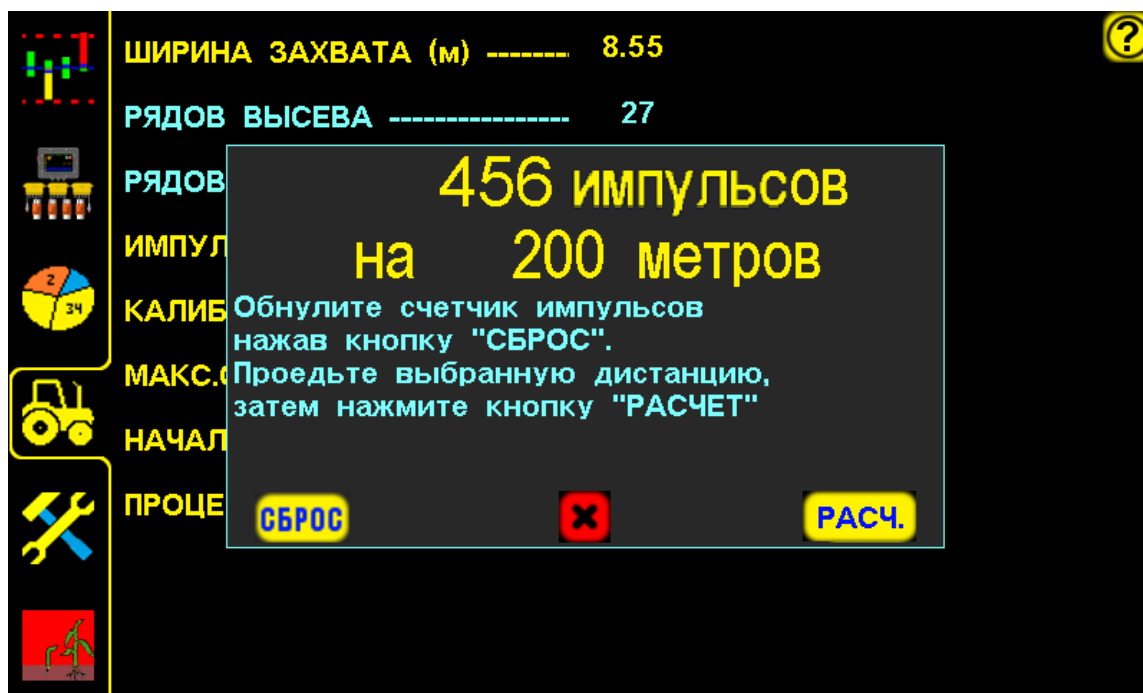 ШИРИНА ЗАХВАТА (м) ------- 8.55
РЯДОВ ВЫСЕВА ---------------- 27
РЯДОВ
ИМПУЛ
КАЛИБ
МАКС.
НАЧАЛ
ПРОЦЕ
456 импульсов
на 200 метров
Обнулите счетчик импульсов
нажав кнопку "СБРОС".
Проедьте выбранную дистанцию,
затем нажмите кнопку "РАСЧЕТ"
СБРОС
РАСЧ.
?
2
34